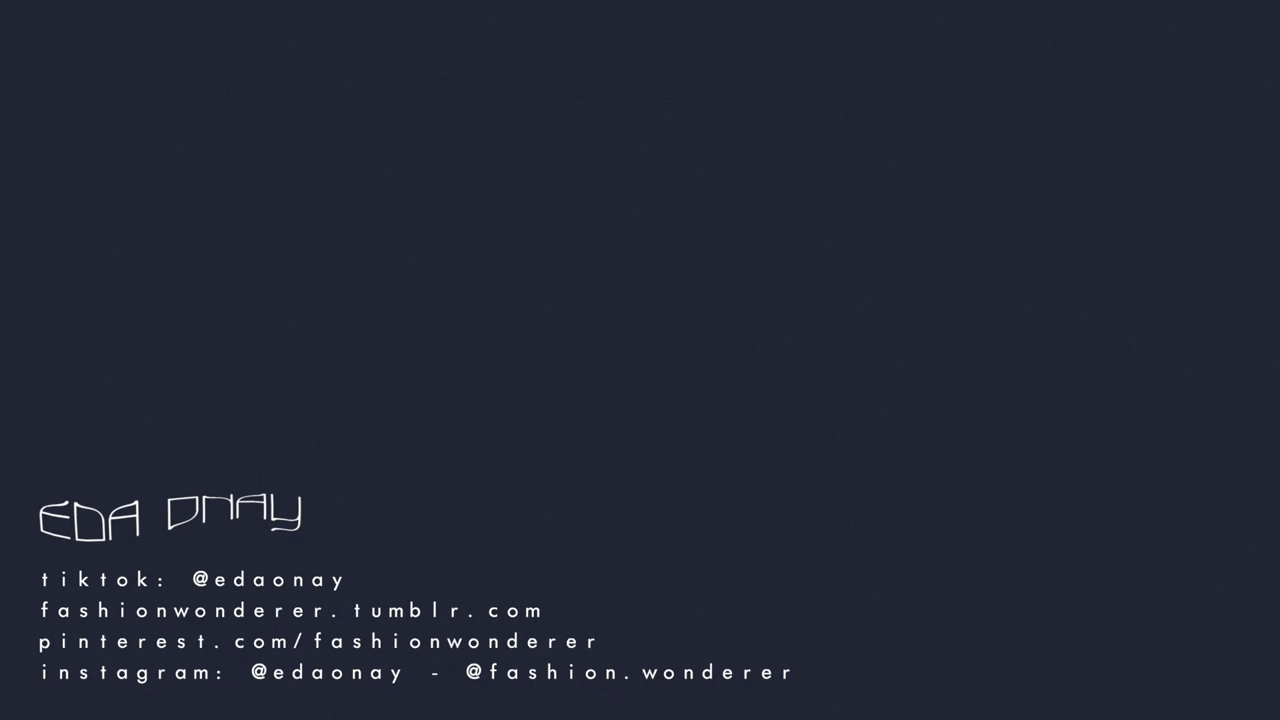 EDA ONAY
tiktok: @edaonay
fashionwonderer.tumblr.com
pinterest.com/fashionwonderer
instagram: @edaonay - @fashion.wonderer